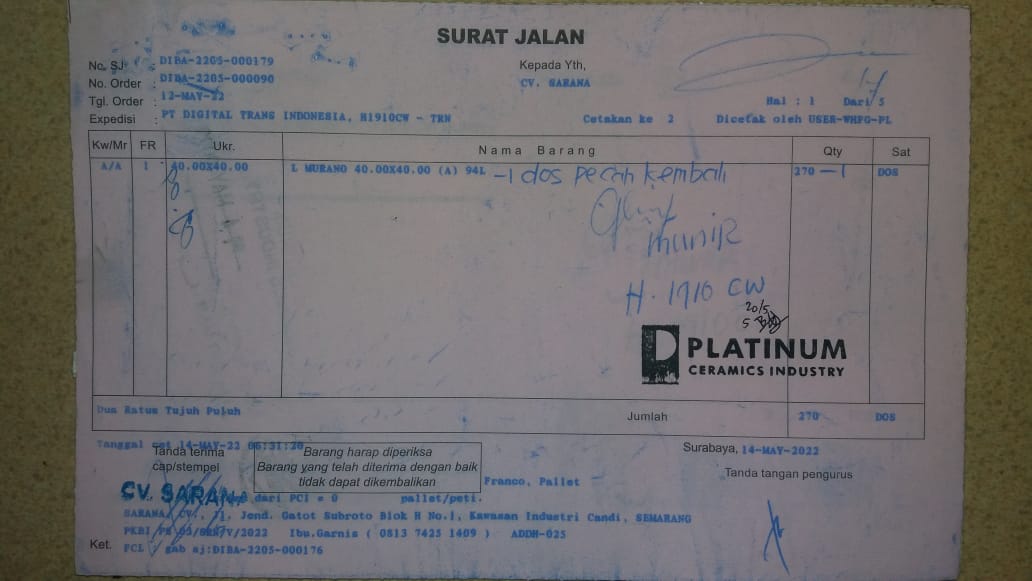 SURAT JALAN
No. SJ : DIBA-2205-000179
Kepada Yth,
No. Order : DIBA-2205-000090
CV. SARANA
Tgl. Order : 12-MAY-22
Hal : 1 Dari 5
Expedisi : PT DIGITAL TRANS INDONESIA, H1910CW - TRN
Cetakan ke 2 Dicetak oleh USER-WHFG-PL
Kw/Mr FR Ukr. Nama Barang Qty Sat
A/A 1 40.00X40.00 L MURANO 40.00X40.00 (A) 94L -1 dos pecah kembali 270 - 1 DOS
munir
H. 1910 CW
20/5
PLATINUM
CERAMICS INDUSTRY
Dua Ratus Tujuh Puluh Jumlah 270 DOS
Tanggal cet 14-MAY-22 06:31:20
Surabaya, 14-MAY-2022
Tanda terima
cap/stempel
Barang harap diperiksa
Barang yang telah diterima dengan baik
tidak dapat dikembalikan
Tanda tangan pengurus
Franco, Pallet
CV. SARANA
dari PCI = 0 pallet/peti.
SARANA, CV., Jl. Jend. Gatot Subroto Blok H No.1, Kawasan Industri Candi, SEMARANG
PKBI /2022 Ibu.Garnis ( 0813 7425 1409 ) ADDH-025
Ket. FCL / gab sj:DIBA-2205-000176